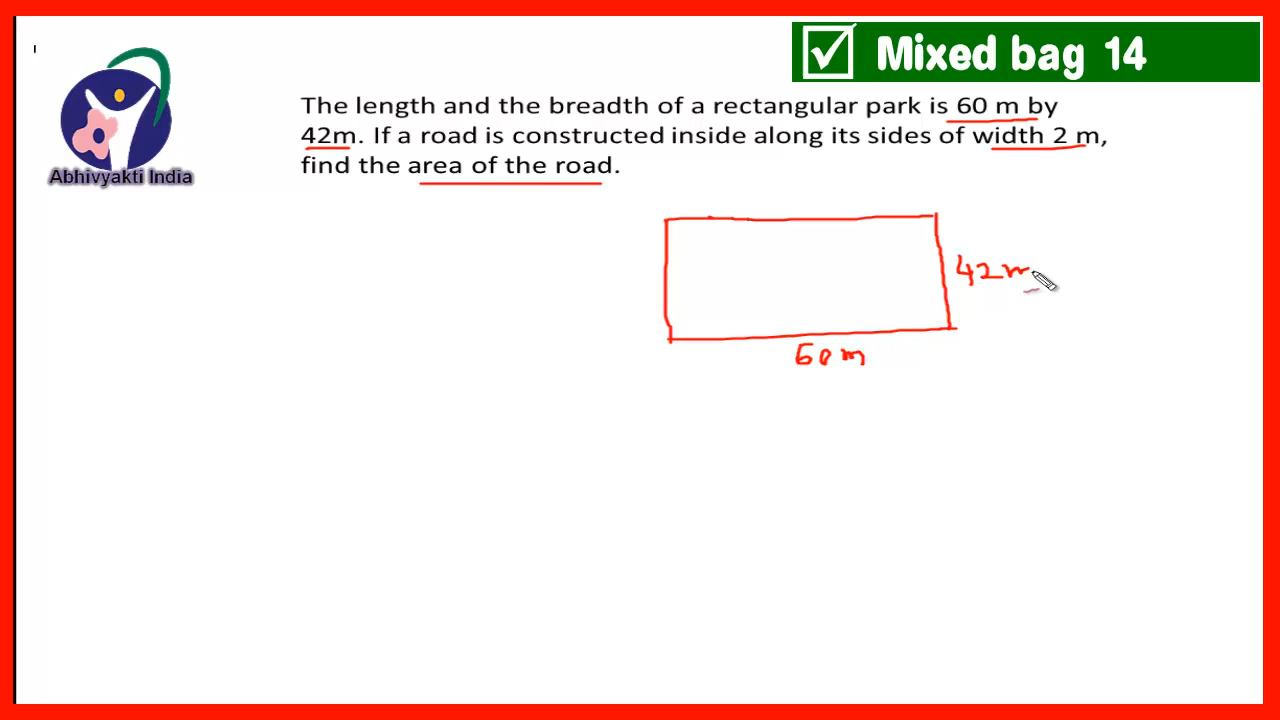 Mixed bag 14
The length and the breadth of a rectangular park is 60 m by
42m. If a road is constructed inside along its sides of width 2 m,
find the area of the road.
Abhivyakti India
42m
60 m